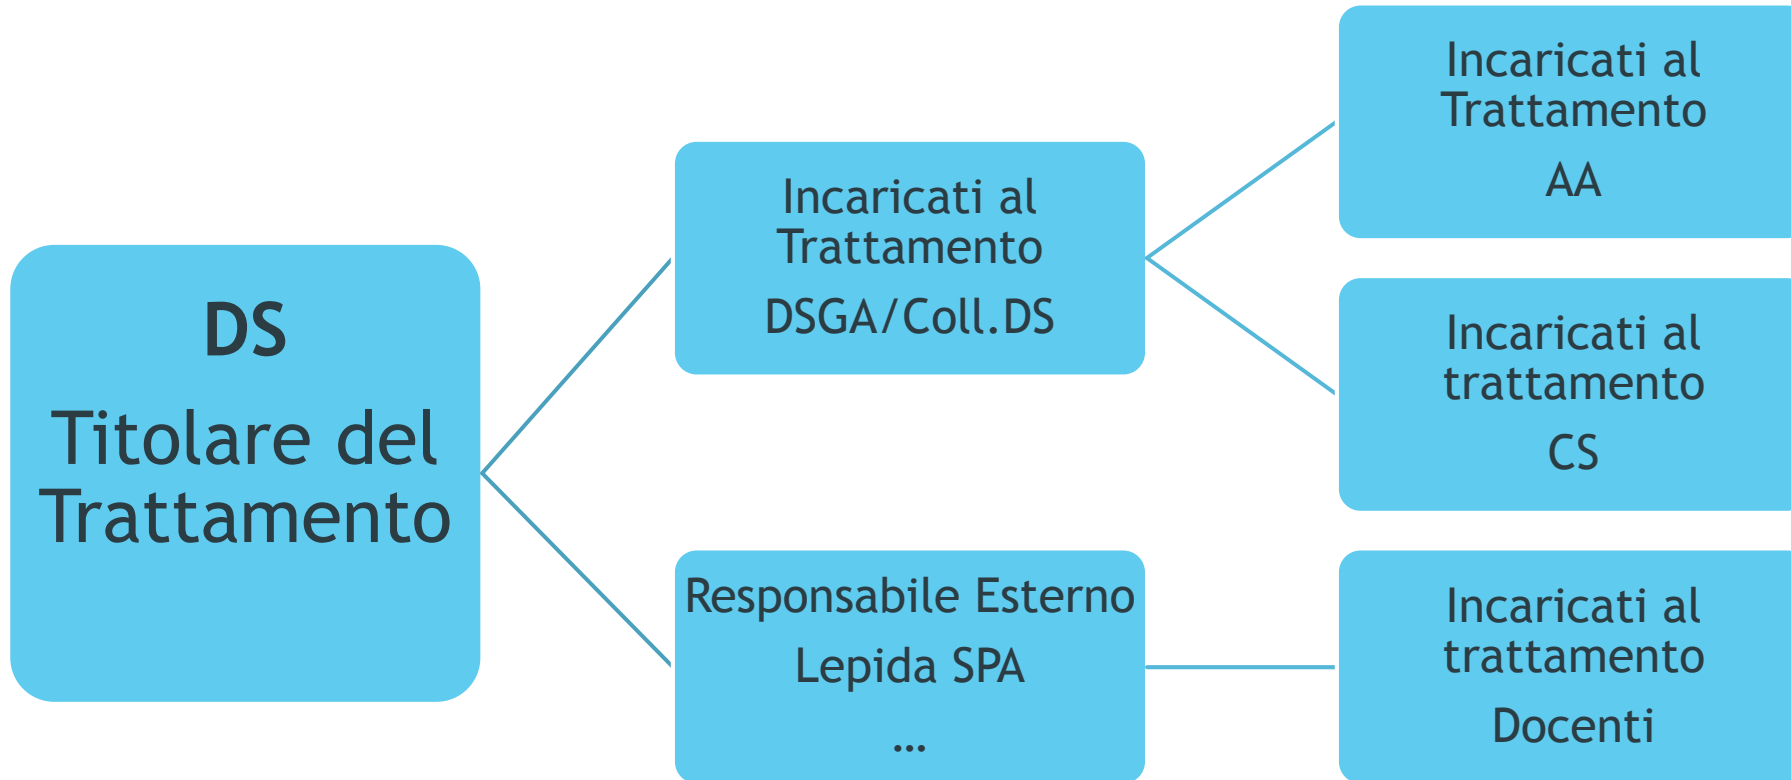 DS
Titolare del
Trattamento
Incaricati al
Trattamento
DSGA/Coll.DS
Responsabile Esterno
Lepida SPA
...
Incaricati al
Trattamento
AA
Incaricati al
trattamento
CS
Incaricati al
trattamento
Docenti